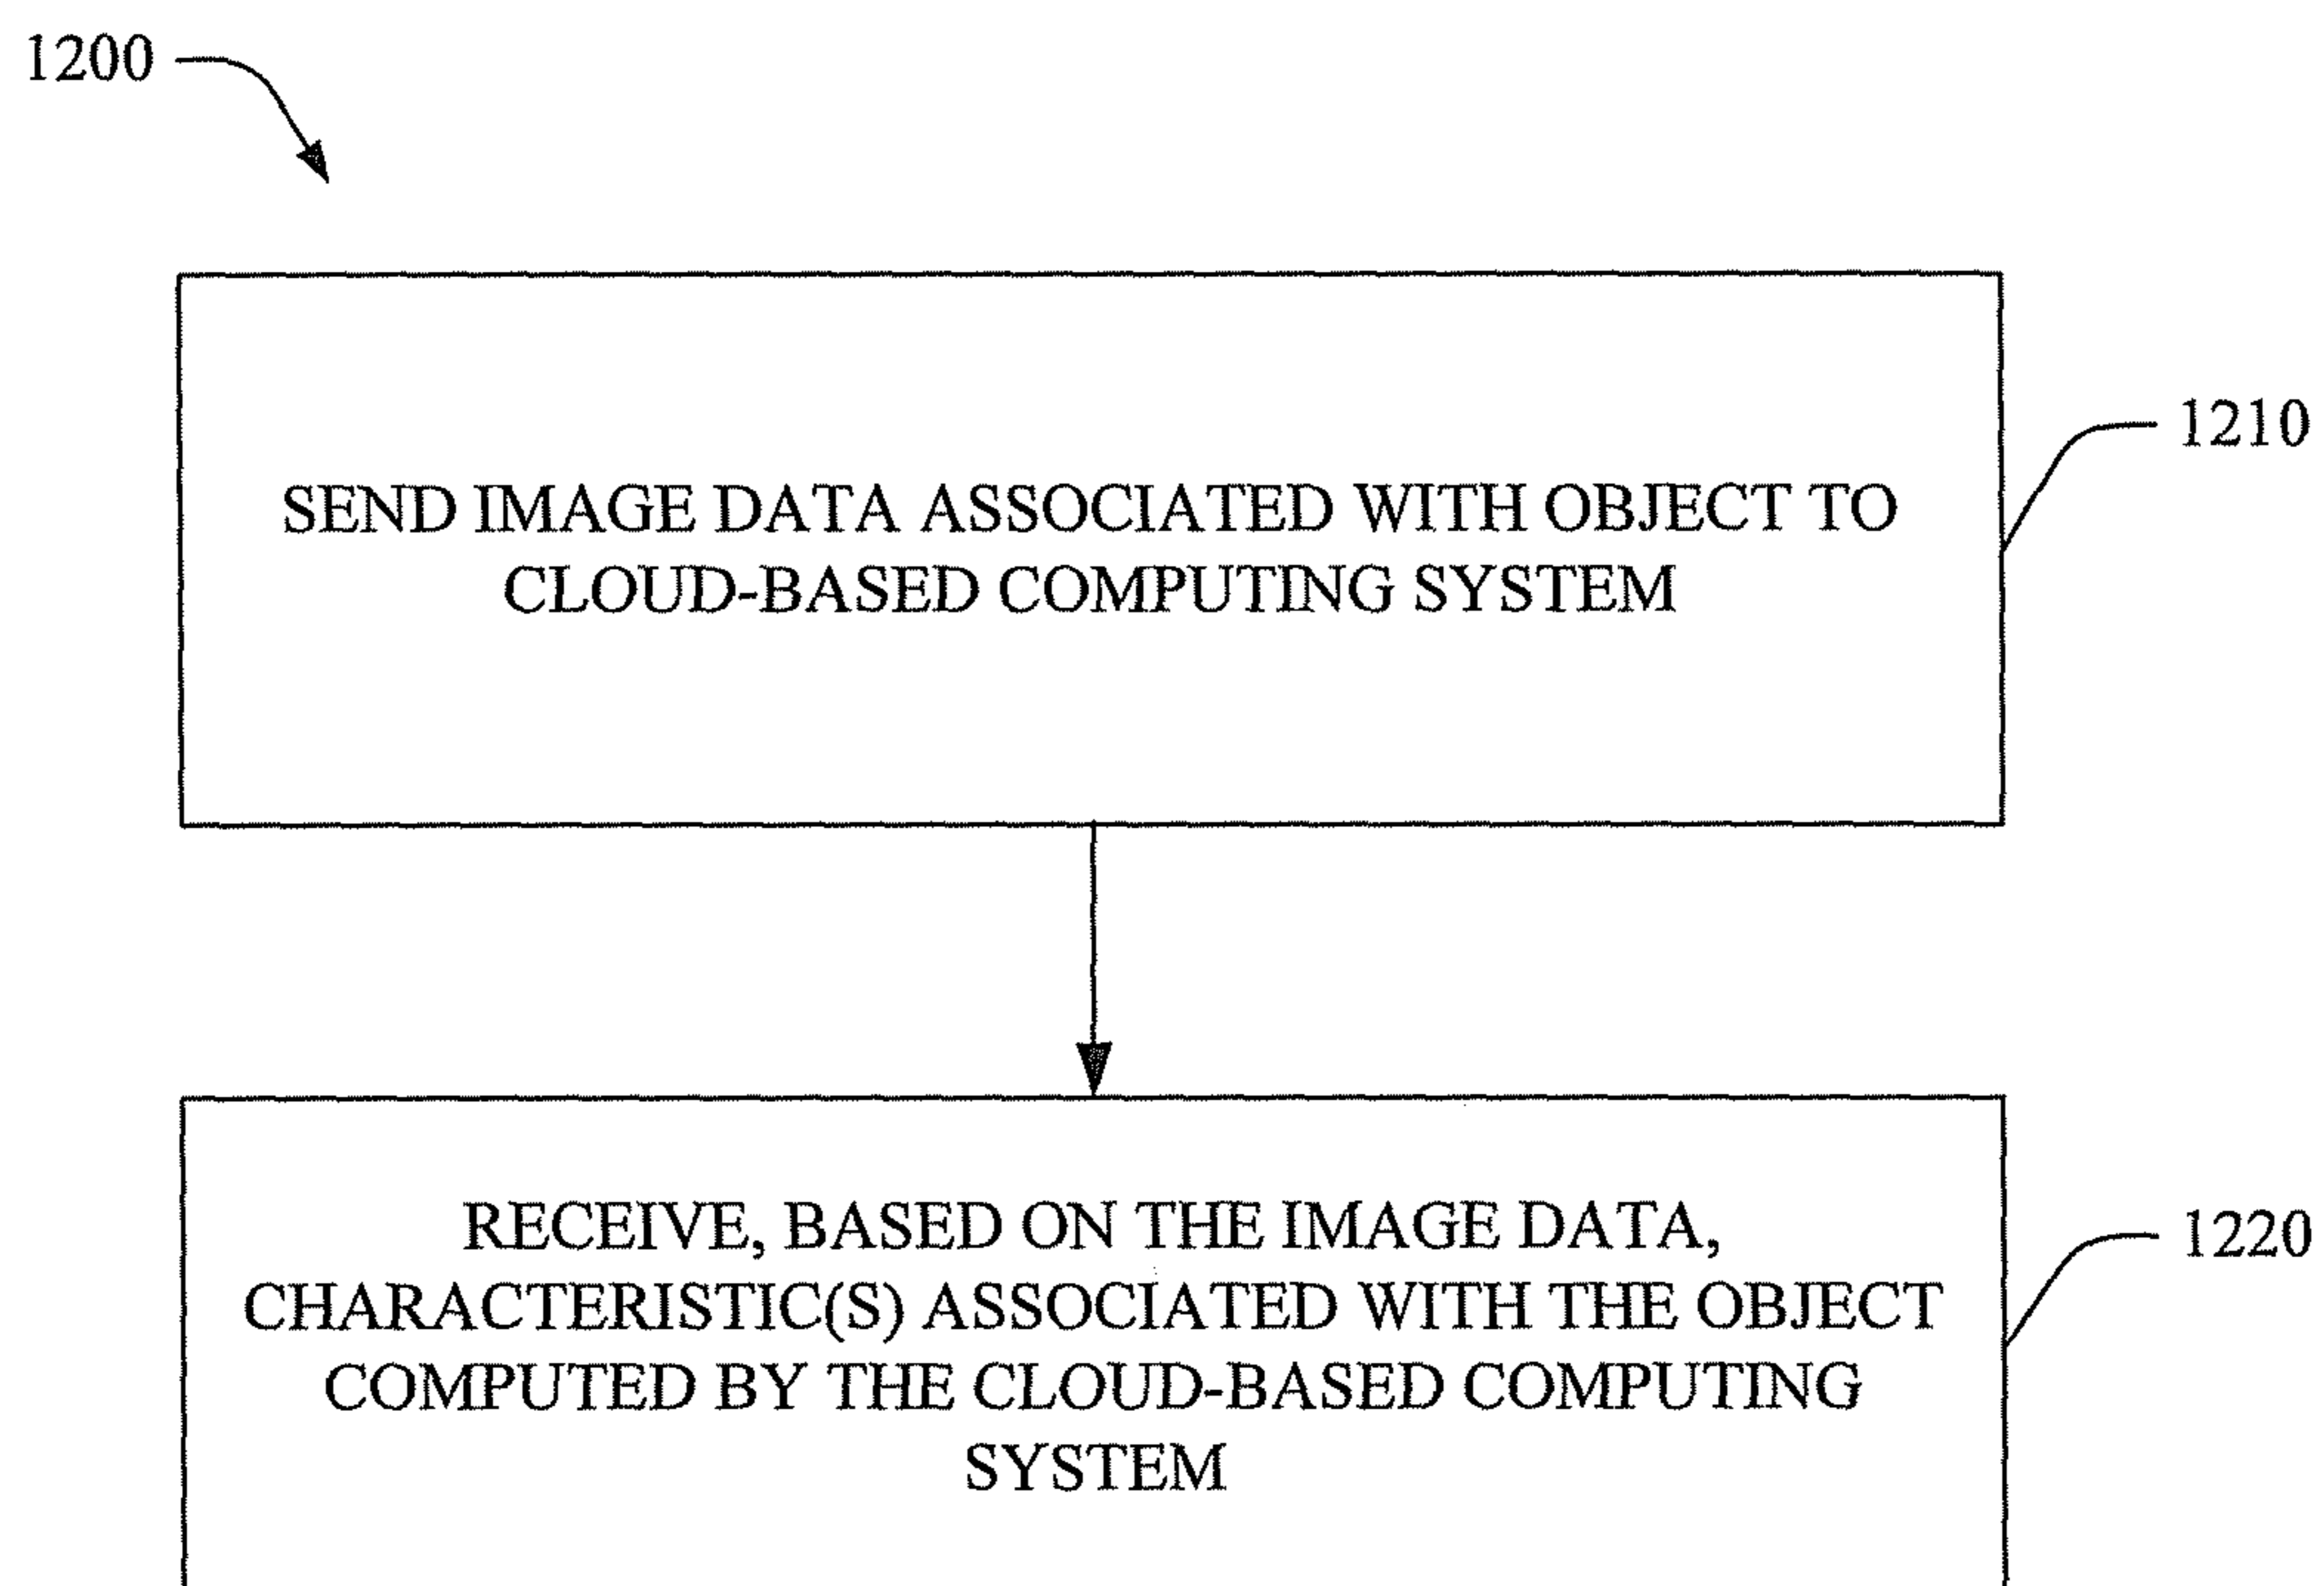 1200
1210
SEND IMAGE DATA ASSOCIATED WITH OBJECT TO
CLOUD-BASED COMPUTING SYSTEM
1220
RECEIVE, BASED ON THE IMAGE DATA,
CHARACTERISTIC(S) ASSOCIATED WITH THE OBJECT
COMPUTED BY THE CLOUD-BASED COMPUTING
SYSTEM